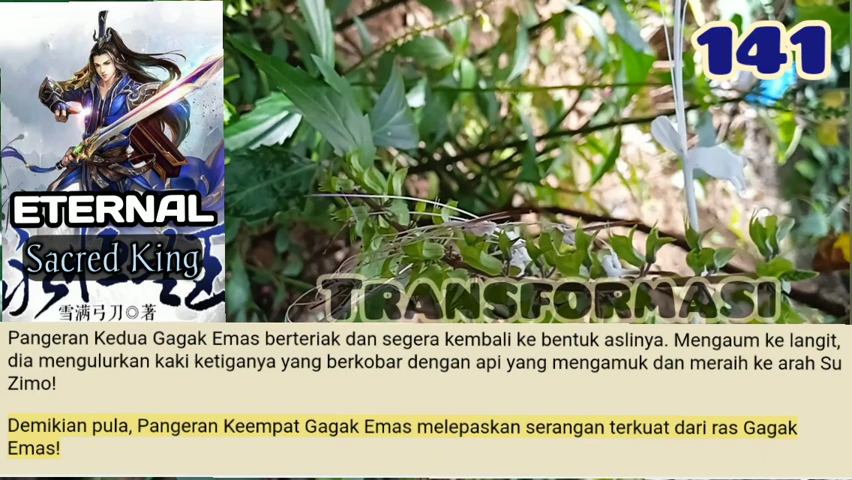 141
ETERNAL
Sacred King
雪满弓刀◎著
TRANSFORMASI
Pangeran Kedua Gagak Emas berteriak dan segera kembali ke bentuk aslinya. Mengaum ke langit,
dia mengulurkan kaki ketiganya yang berkobar dengan api yang mengamuk dan meraih ke arah Su
Zimo!
Demikian pula, Pangeran Keempat Gagak Emas melepaskan serangan terkuat dari ras Gagak
Emas!